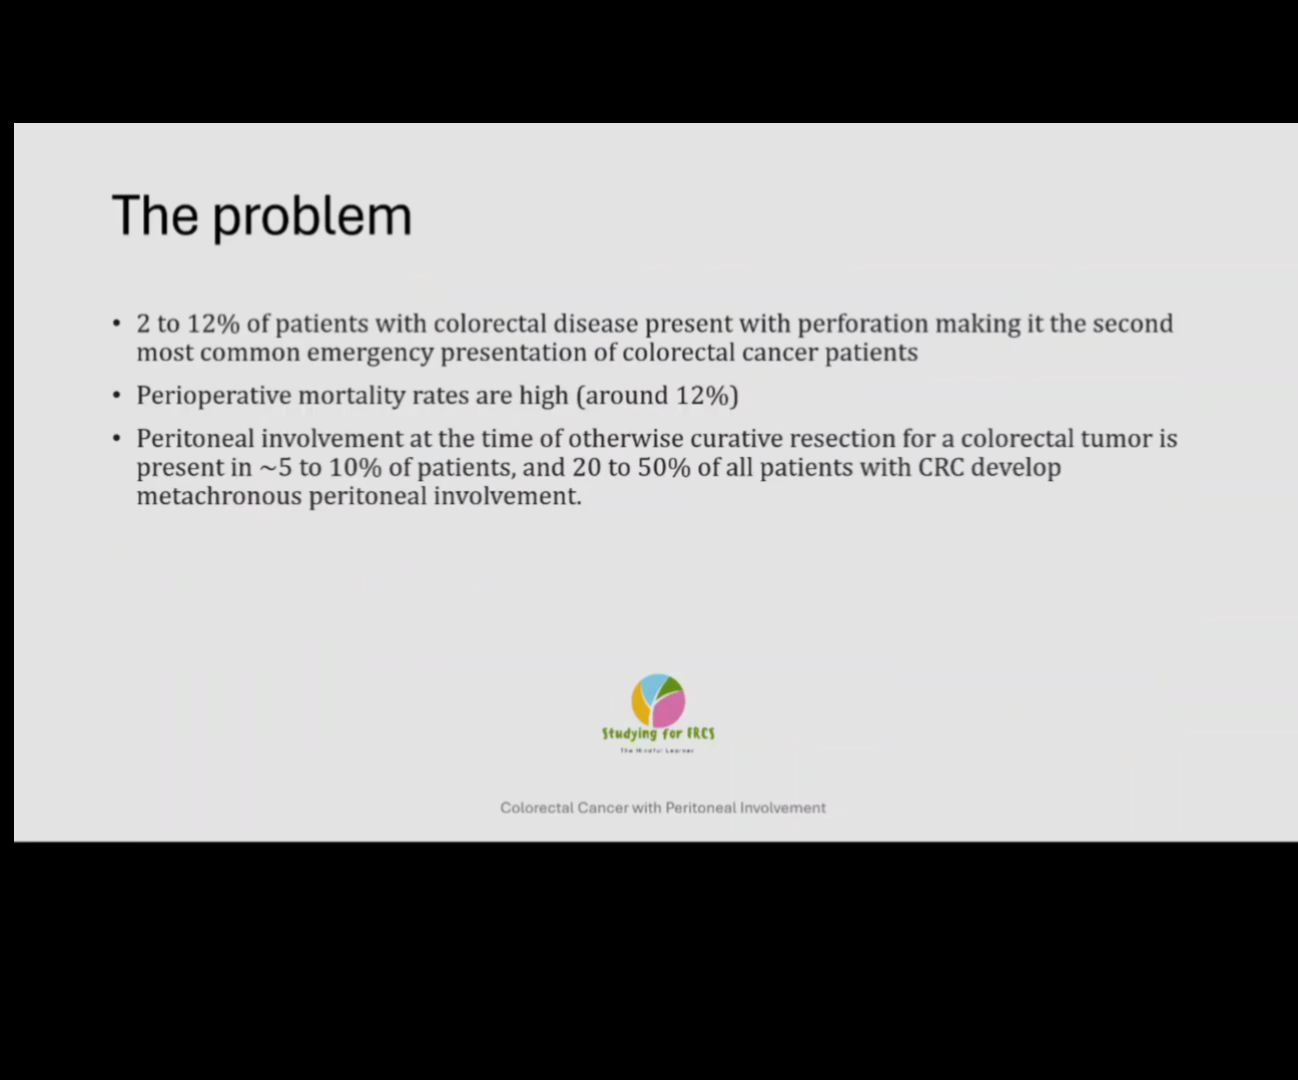 The problem
• 2 to 12% of patients with colorectal disease present with perforation making it the second
most common emergency presentation of colorectal cancer patients
• Perioperative mortality rates are high (around 12%)
• Peritoneal involvement at the time of otherwise curative resection for a colorectal tumor is
present in ~5 to 10% of patients, and 20 to 50% of all patients with CRC develop
metachronous peritoneal involvement.
Studying for FRCS
The Mindful Learner
Colorectal Cancer with Peritoneal Involvement